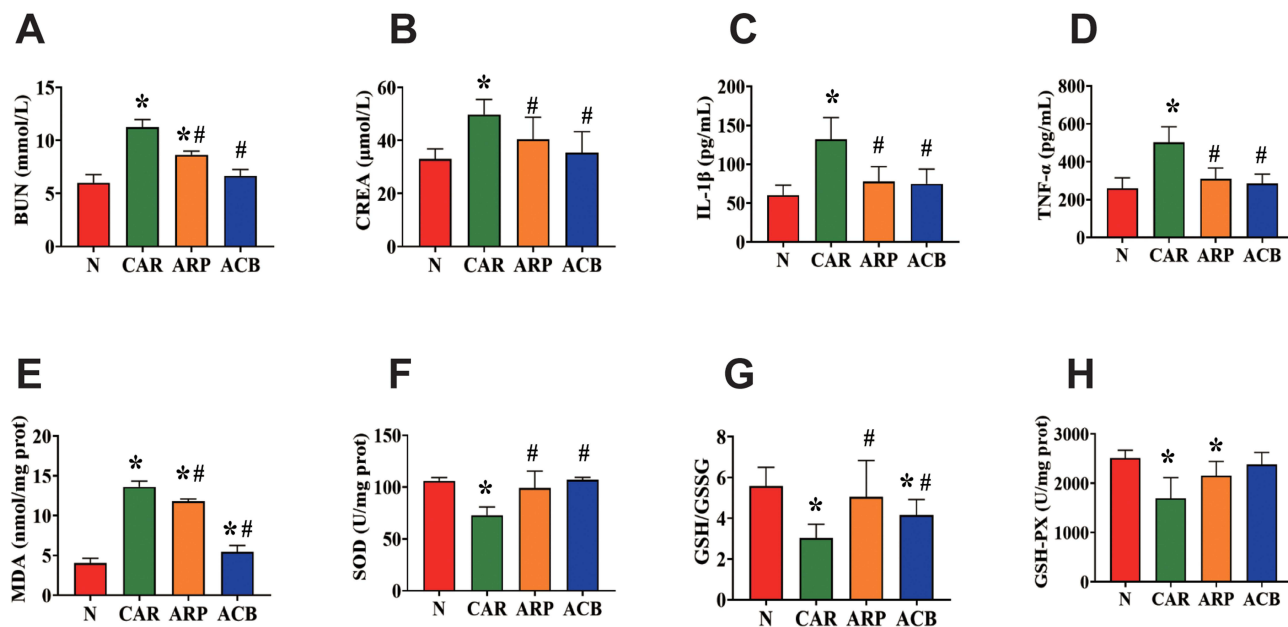 A
B
C
D
BUN (mmol/L)
15
10
5
0
*
*#
#
N CAR ARP ACB
CREA (μmol/L)
60
40
20
0
*
#
#
N CAR ARP ACB
IL-1β (pg/mL)
200
150
100
50
0
*
#
#
N CAR ARP ACB
TNF-α (pg/mL)
800
600
400
200
0
*
#
#
N CAR ARP ACB
E
F
G
H
MDA (nmol/mg prot)
20
15
10
5
0
*
*#
*#
N CAR ARP ACB
SOD (U/mg prot)
150
100
50
0
*
#
#
N CAR ARP ACB
GSH/GSSG
8
6
4
2
0
*
#
*#
N CAR ARP ACB
GSH-PX (U/mg prot)
3000
2000
1000
0
*
*
N CAR ARP ACB